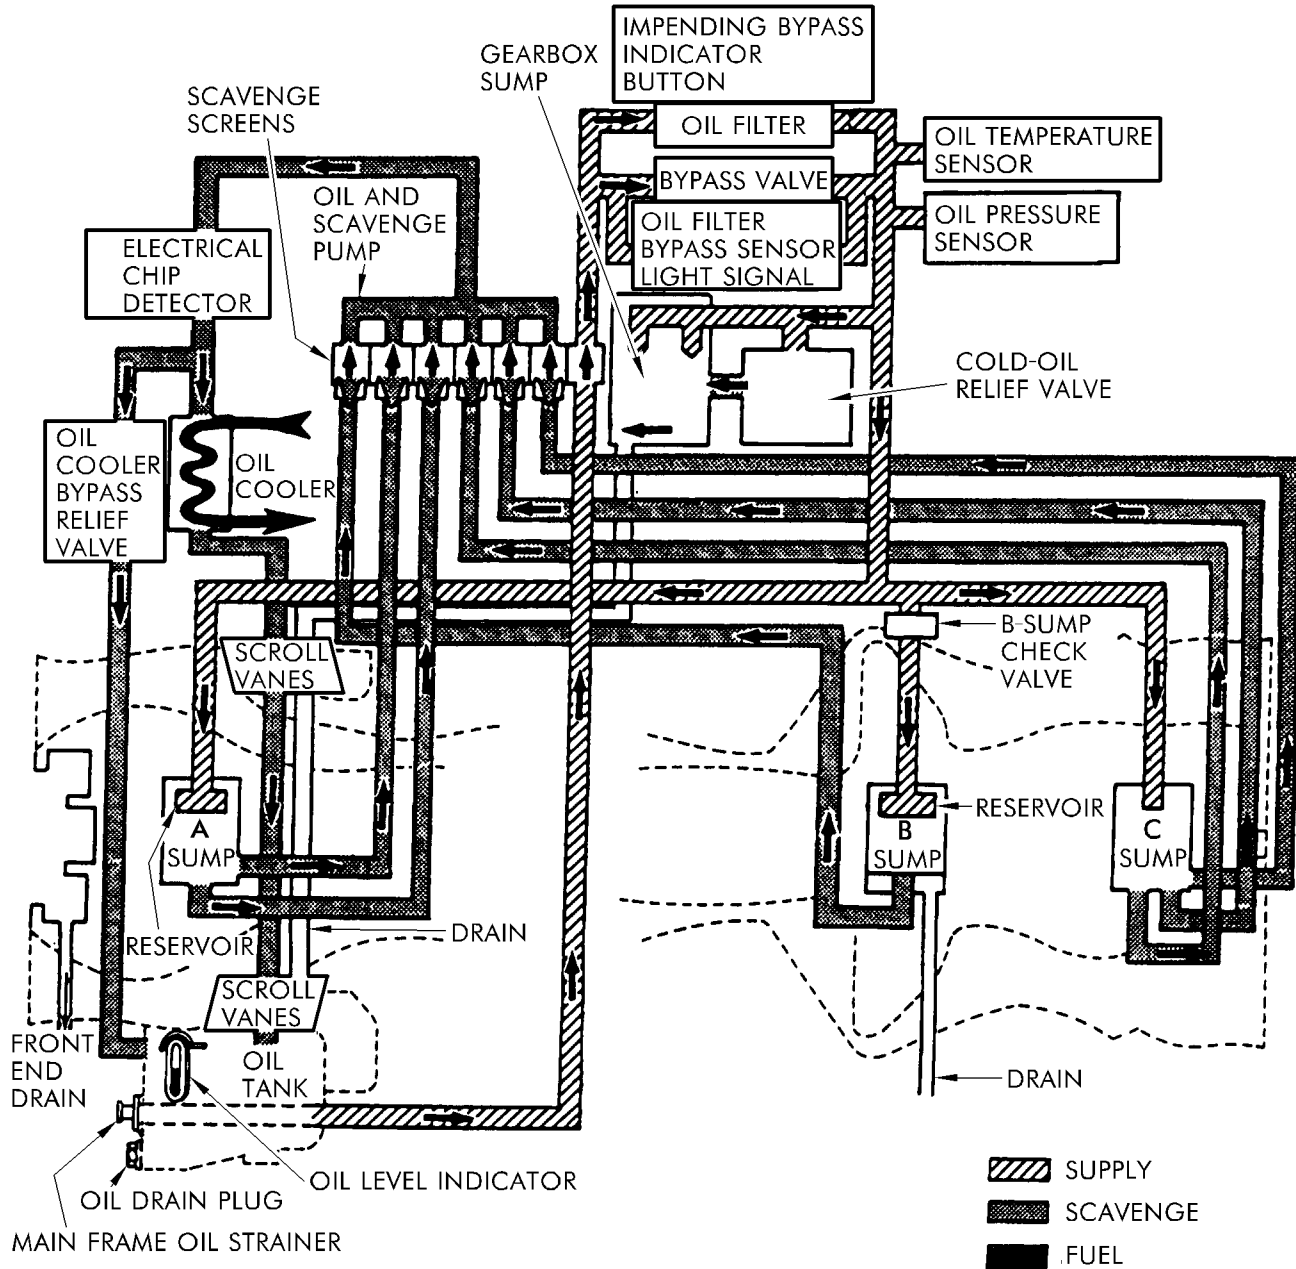 IMPENDING BYPASS
INDICATOR
BUTTON
GEARBOX
SUMP
SCAVENGE
SCREENS
OIL FILTER
OIL TEMPERATURE
SENSOR
BYPASS VALVE
OIL AND
SCAVENGE
PUMP
OIL FILTER
BYPASS SENSOR
LIGHT SIGNAL
OIL PRESSURE
SENSOR
ELECTRICAL
CHIP
DETECTOR
COLD-OIL
RELIEF VALVE
OIL
COOLER
BYPASS
RELIEF
VALVE
OIL
COOLER
B-SUMP
CHECK
VALVE
SCROLL
VANES
RESERVOIR
A
SUMP
B
SUMP
C
SUMP
RESERVOIR
DRAIN
SCROLL
VANES
FRONT
END
DRAIN
OIL
TANK
DRAIN
OIL LEVEL INDICATOR
OIL DRAIN PLUG
MAIN FRAME OIL STRAINER
SUPPLY
SCAVENGE
FUEL